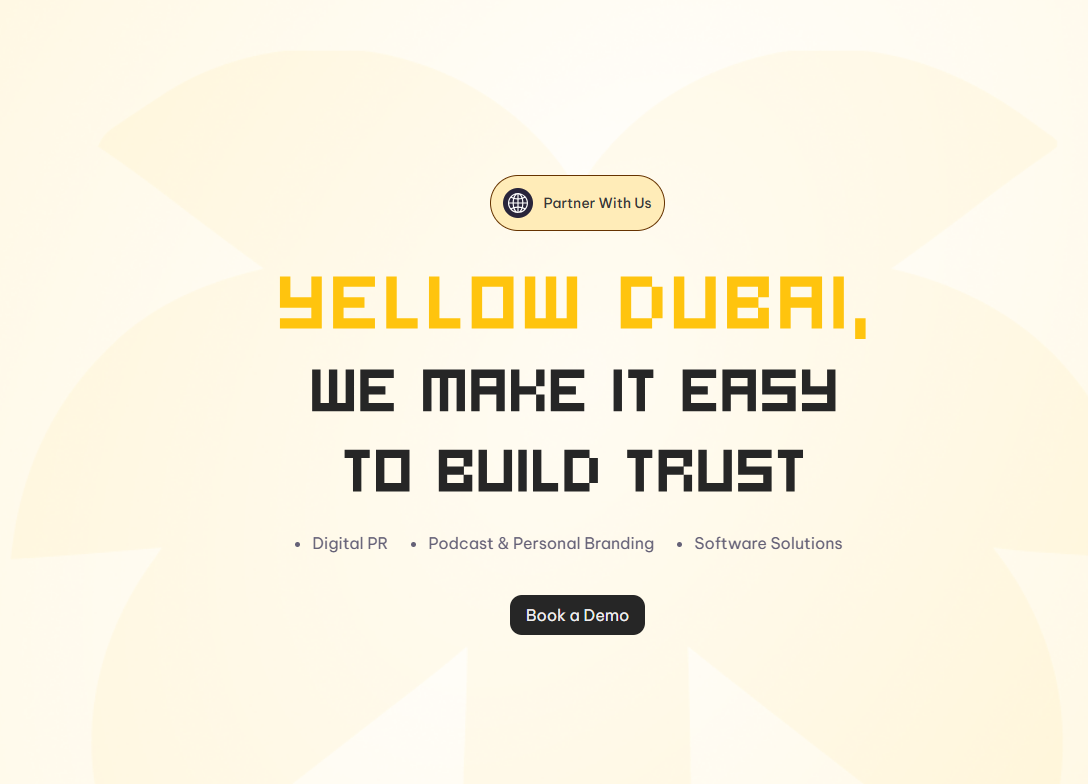 Partner With Us
YELLOW DUBAI,
WE MAKE IT EASY
TO BUILD TRUST
• Digital PR • Podcast & Personal Branding • Software Solutions
Book a Demo